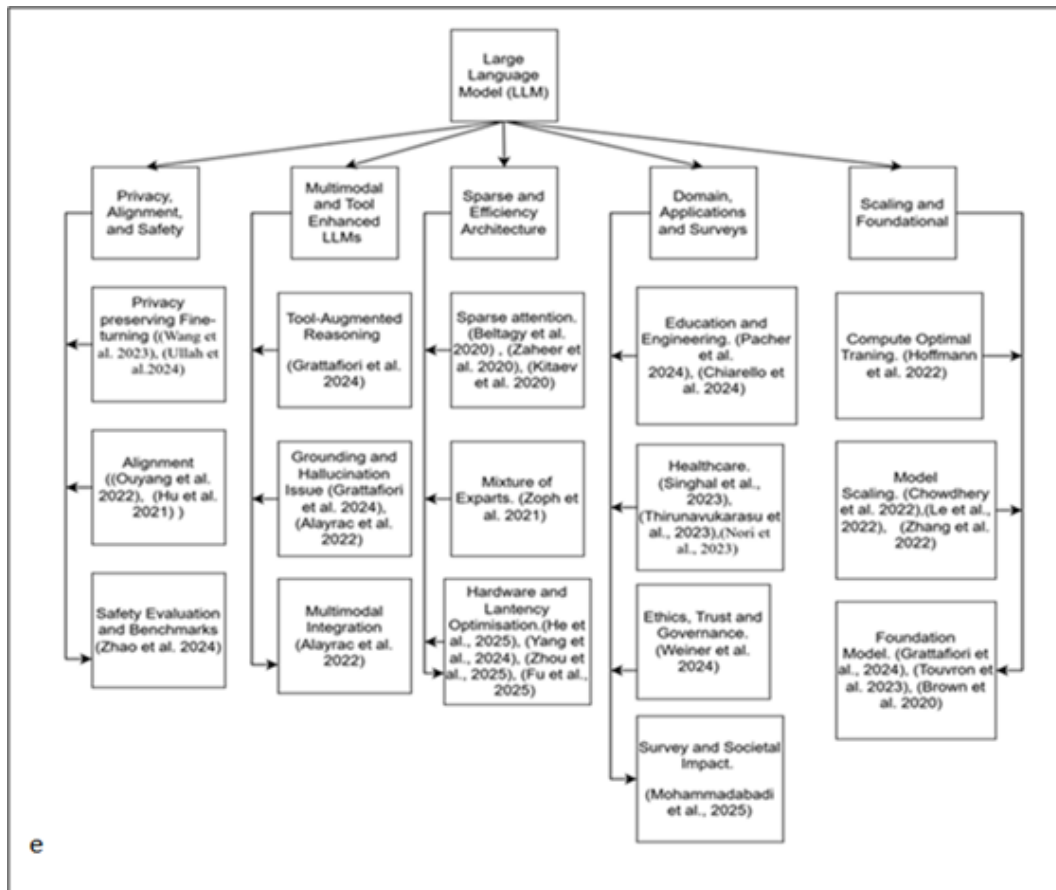 Large
Language
Model (LLM)
Privacy,
Alignment,
and Safety
Multimodal
and Tool
Enhanced
LLMs
Sparse and
Efficiency
Architecture
Domain,
Applications
and Surveys
Scaling and
Foundational
Privacy
preserving Fine-
turning ((Wang et
al. 2023), (Ullah et
al.2024)
Alignment
((Ouyang et al.
2022), (Hu et al.
2021) )
Safety Evaluation
and Benchmarks
(Zhao et al. 2024)
Tool-Augmented
Reasoning
(Grattafiori et al. 2024)
Grounding and
Hallucination
Issue (Grattafiori et
al. 2024),
(Alayrac et al. 2022)
Multimodal
Integration
(Alayrac et al.
2022)
Sparse attention.
(Beltagy et al.
2020) , (Zaheer et
al. 2020), (Kitaev
et al. 2020)
Mixture of
Exparts. (Zoph et
al. 2021)
Hardware and
Lantency
Optimisation.(He et
al., 2025), (Yang et
al., 2024), (Zhou et
al., 2025), (Fu et al.,
2025)
Education and
Engineering. (Pacher
et al.
2024), (Chiarello et
al. 2024)
Healthcare.
(Singhal et al.,
2023),
(Thirunavukarasu et
al., 2023),(Nori et
al., 2023)
Ethics, Trust and
Governance.
(Weiner et al.
2024)
Survey and Societal
Impact.
(Mohammadabadi
et al., 2025)
Compute Optimal
Traning. (Hoffmann
et al. 2022)
Model
Scaling. (Chowdhery
et al. 2022),(Le et al.,
2022), (Zhang et al.
2022)
Foundation
Model. (Grattafiori et
al., 2024), (Touvron et
al. 2023), (Brown et
al. 2020)
e